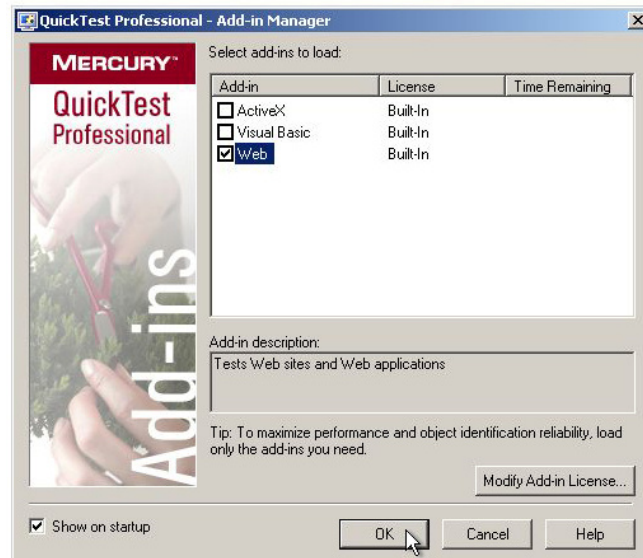 QuickTest Professional - Add-in Manager
MERCURY™
QuickTest
Professional
Add-ins
Select add-ins to load:
Add-in License Time Remaining
ActiveX Built-In
Visual Basic Built-In
Web Built-In
Add-in description:
Tests Web sites and Web applications
Tip: To maximize performance and object identification reliability, load
only the add-ins you need.
Modify Add-in License...
Show on startup
OK Cancel Help